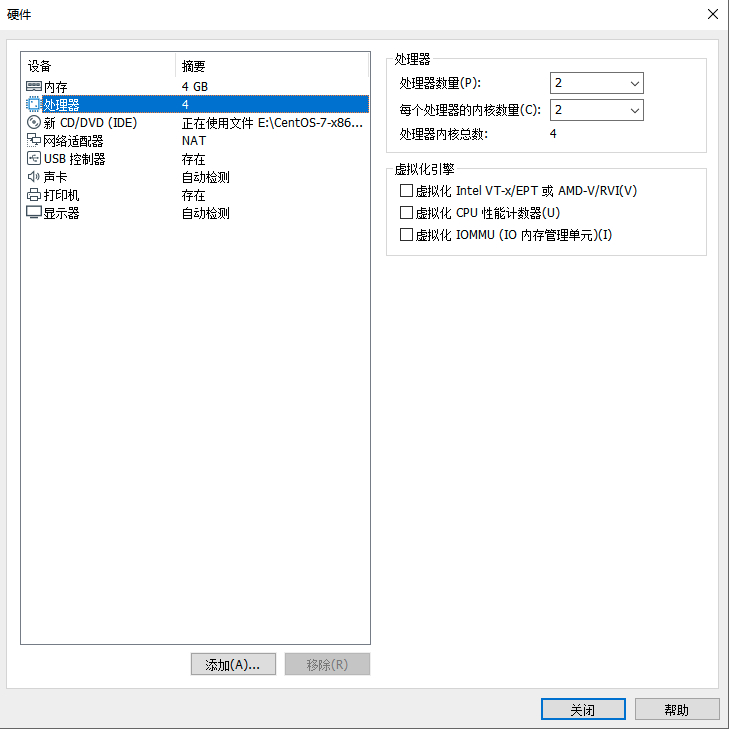 硬件
设备 摘要
内存 4 GB
处理器 4
新 CD/DVD (IDE) 正在使用文件 E:\CentOS-7-x86...
网络适配器 NAT
USB 控制器 存在
声卡 自动检测
打印机 存在
显示器 自动检测
添加(A)... 移除(R)
处理器
处理器数量(P): 2
每个处理器的内核数量(C): 2
处理器内核总数: 4
虚拟化引擎
虚拟化 Intel VT-x/EPT 或 AMD-V/RVI(V)
虚拟化 CPU 性能计数器(U)
虚拟化 IOMMU (IO 内存管理单元)(I)
关闭 帮助